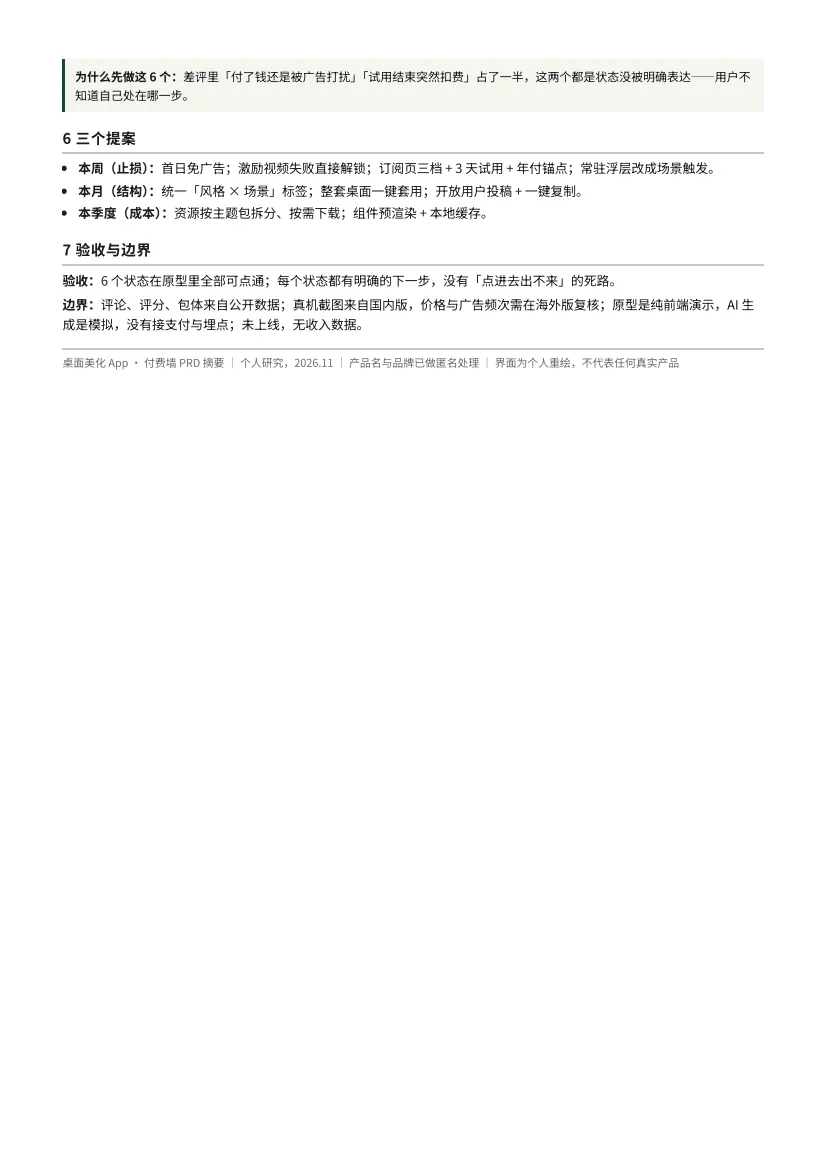 为什么先做这 6 个：差评里「付了钱还是被广告打扰」「试用结束突然扣费」占了一半，这两个都是状态没被明确表达——用户不
知道自己处在哪一步。
6 三个提案
• 本周（止损）：首日免广告；激励视频失败直接解锁；订阅页三档 + 3 天试用 + 年付锚点；常驻浮层改成场景触发。
• 本月（结构）：统一「风格 × 场景」标签；整套桌面一键套用；开放用户投稿 + 一键复制。
• 本季度（成本）：资源按主题包拆分、按需下载；组件预渲染 + 本地缓存。
7 验收与边界
验收：6 个状态在原型里全部可点通；每个状态都有明确的下一步，没有「点进去出不来」的死路。
边界：评论、评分、包体来自公开数据；真机截图来自国内版，价格与广告频次需在海外版复核；原型是纯前端演示，AI 生
成是模拟，没有接支付与埋点；未上线，无收入数据。
桌面美化 App · 付费墙 PRD 摘要 ｜ 个人研究，2026.11 ｜ 产品名与品牌已做匿名处理 ｜ 界面为个人重绘，不代表任何真实产品